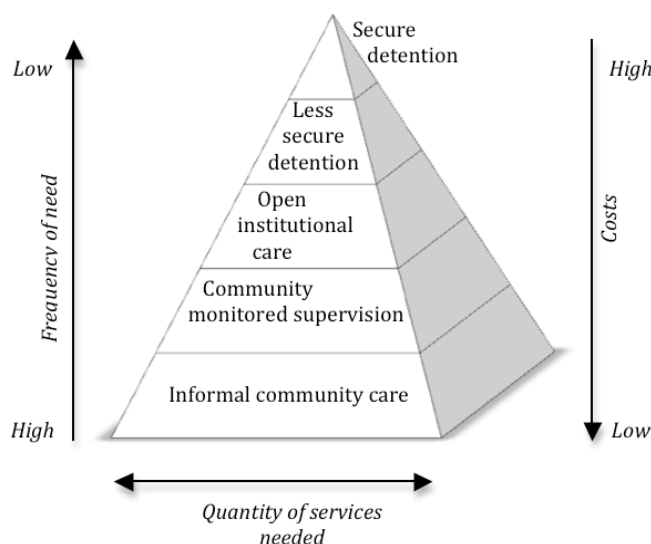 Secure
detention
Low
High
Less
secure
detention
Open
institutional
care
Frequency of need
Costs
Community
monitored supervision
Informal community care
High
Low
Quantity of services
needed